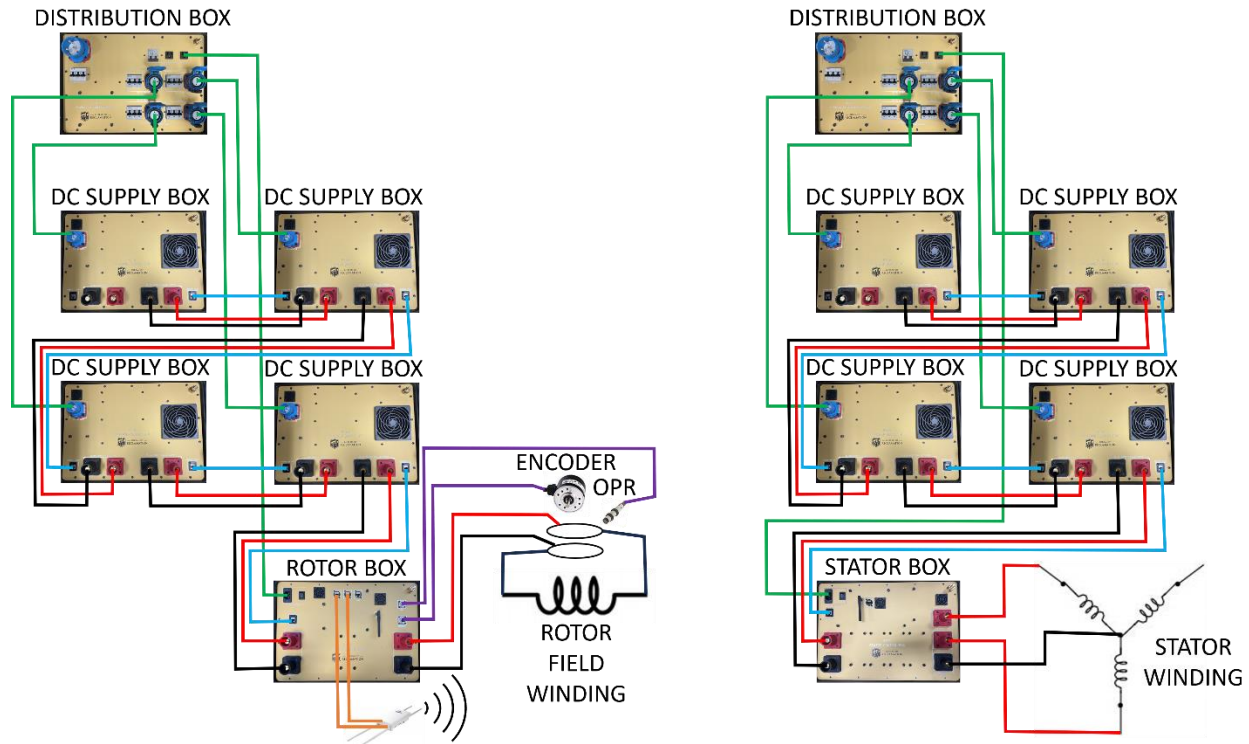 DISTRIBUTION BOX
DISTRIBUTION BOX
DC SUPPLY BOX
DC SUPPLY BOX
DC SUPPLY BOX
DC SUPPLY BOX
DC SUPPLY BOX
DC SUPPLY BOX
DC SUPPLY BOX
DC SUPPLY BOX
ENCODER
OPR
ROTOR BOX
ROTOR
FIELD
WINDING
STATOR BOX
STATOR
WINDING